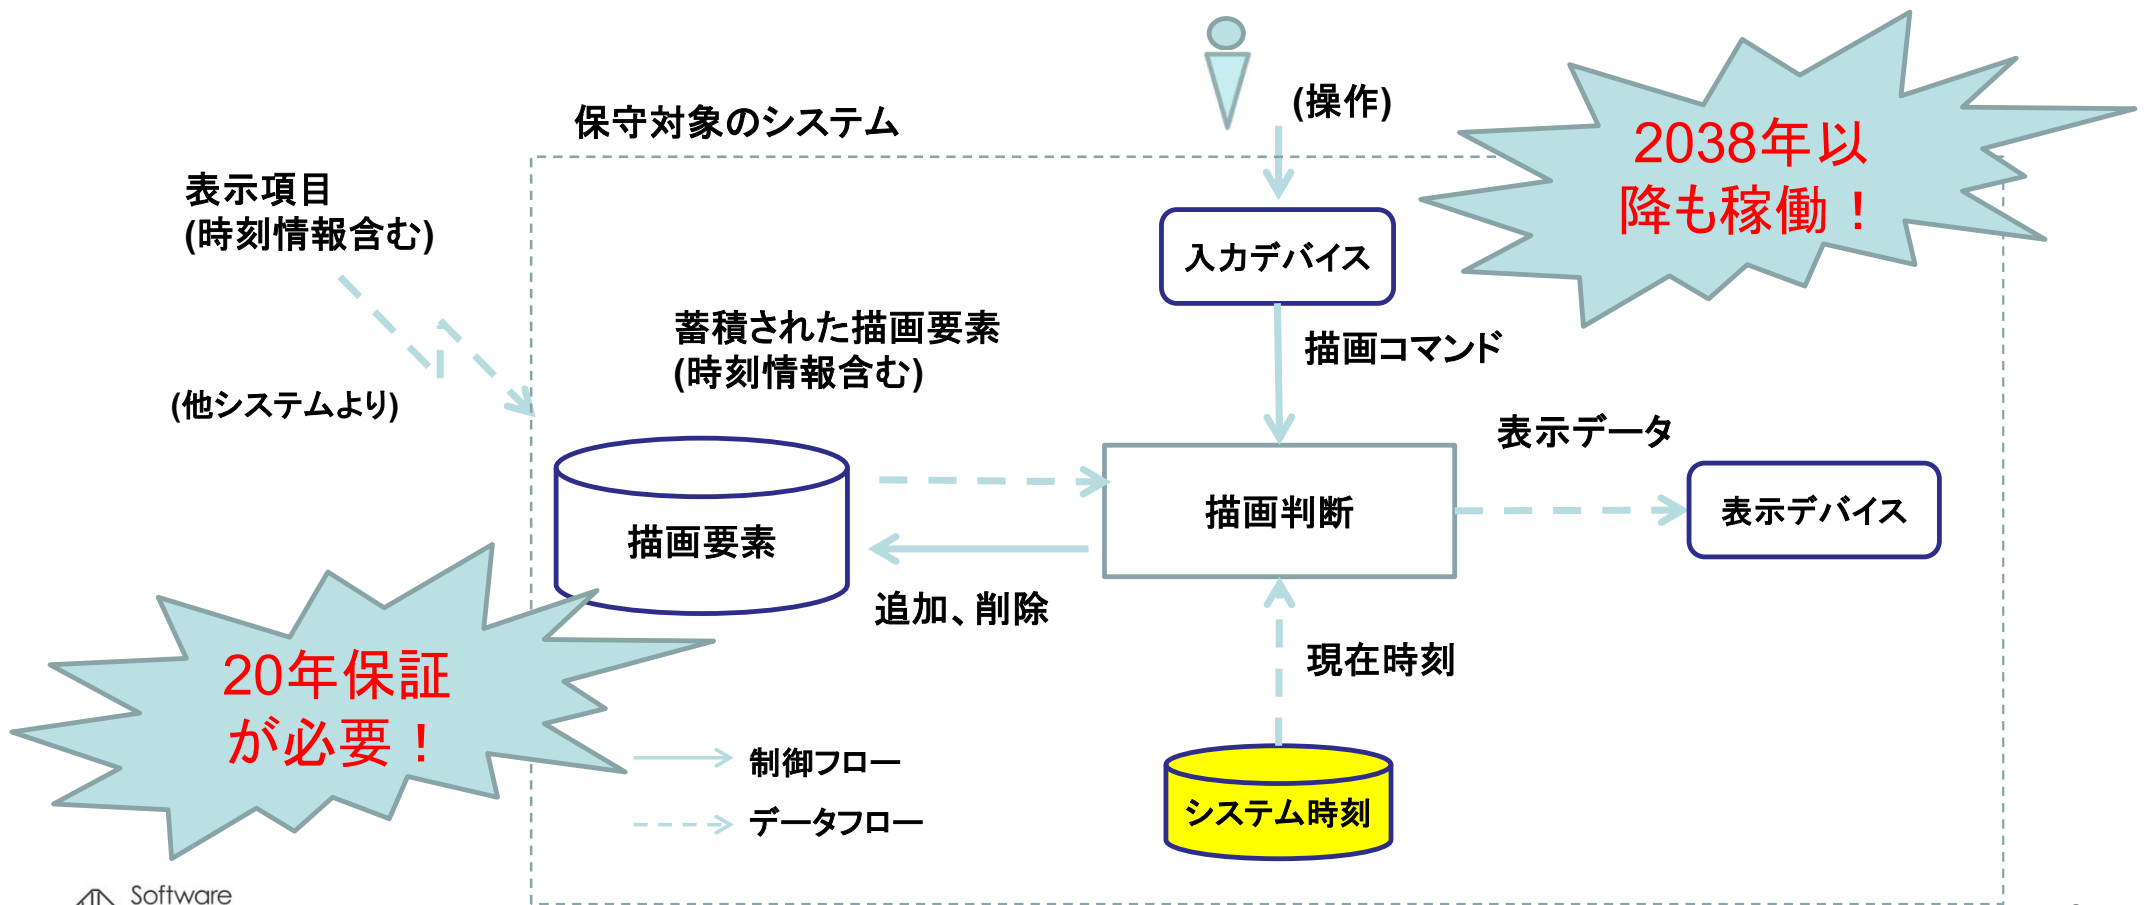 (操作)
保守対象のシステム
2038年以
降も稼働！
表示項目
(時刻情報含む)
入力デバイス
蓄積された描画要素
(時刻情報含む)
描画コマンド
(他システムより)
表示データ
描画要素
描画判断
表示デバイス
追加、削除
20年保証
が必要！
現在時刻
制御フロー
システム時刻
データフロー
Software